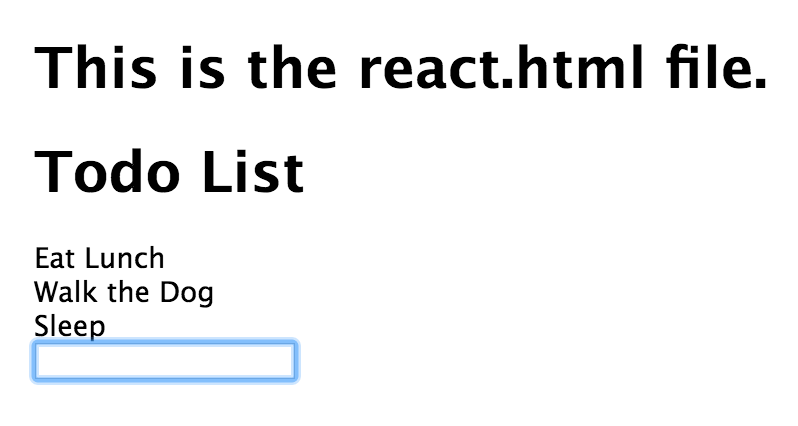 This is the react.html file.
Todo List
Eat Lunch
Walk the Dog
Sleep